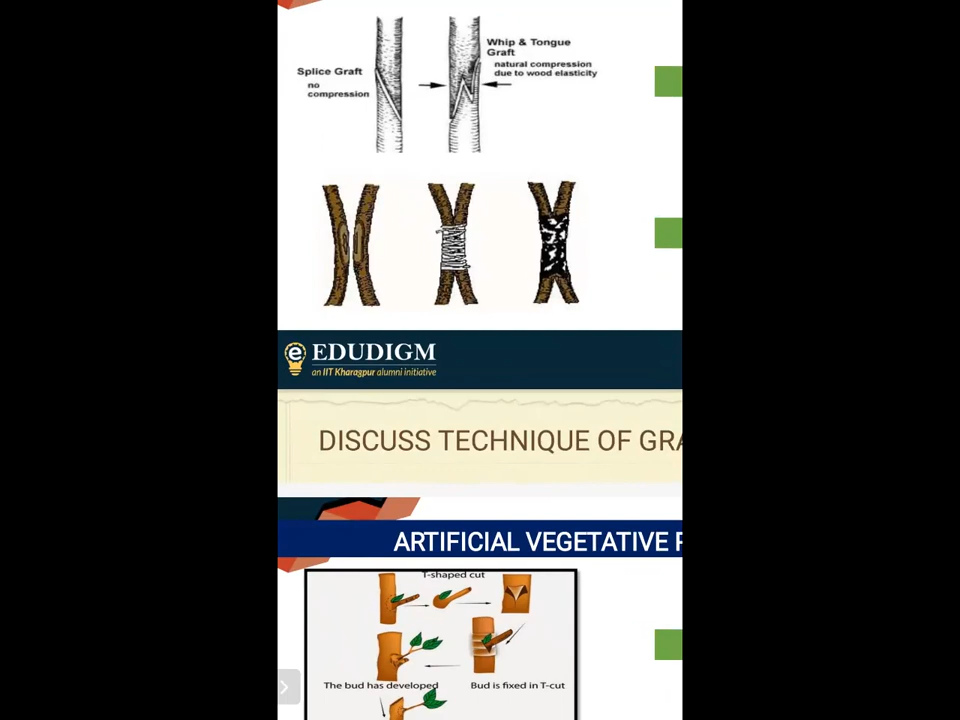 Whip & Tongue
Graft
natural compression
due to wood elasticity
Splice Graft
no
compression
e EDUDIGM
an IIT Kharagpur alumni initiative
DISCUSS TECHNIQUE OF GRA
ARTIFICIAL VEGETATIVE
T-shaped cut
The bud has developed
Bud is fixed in T-cut